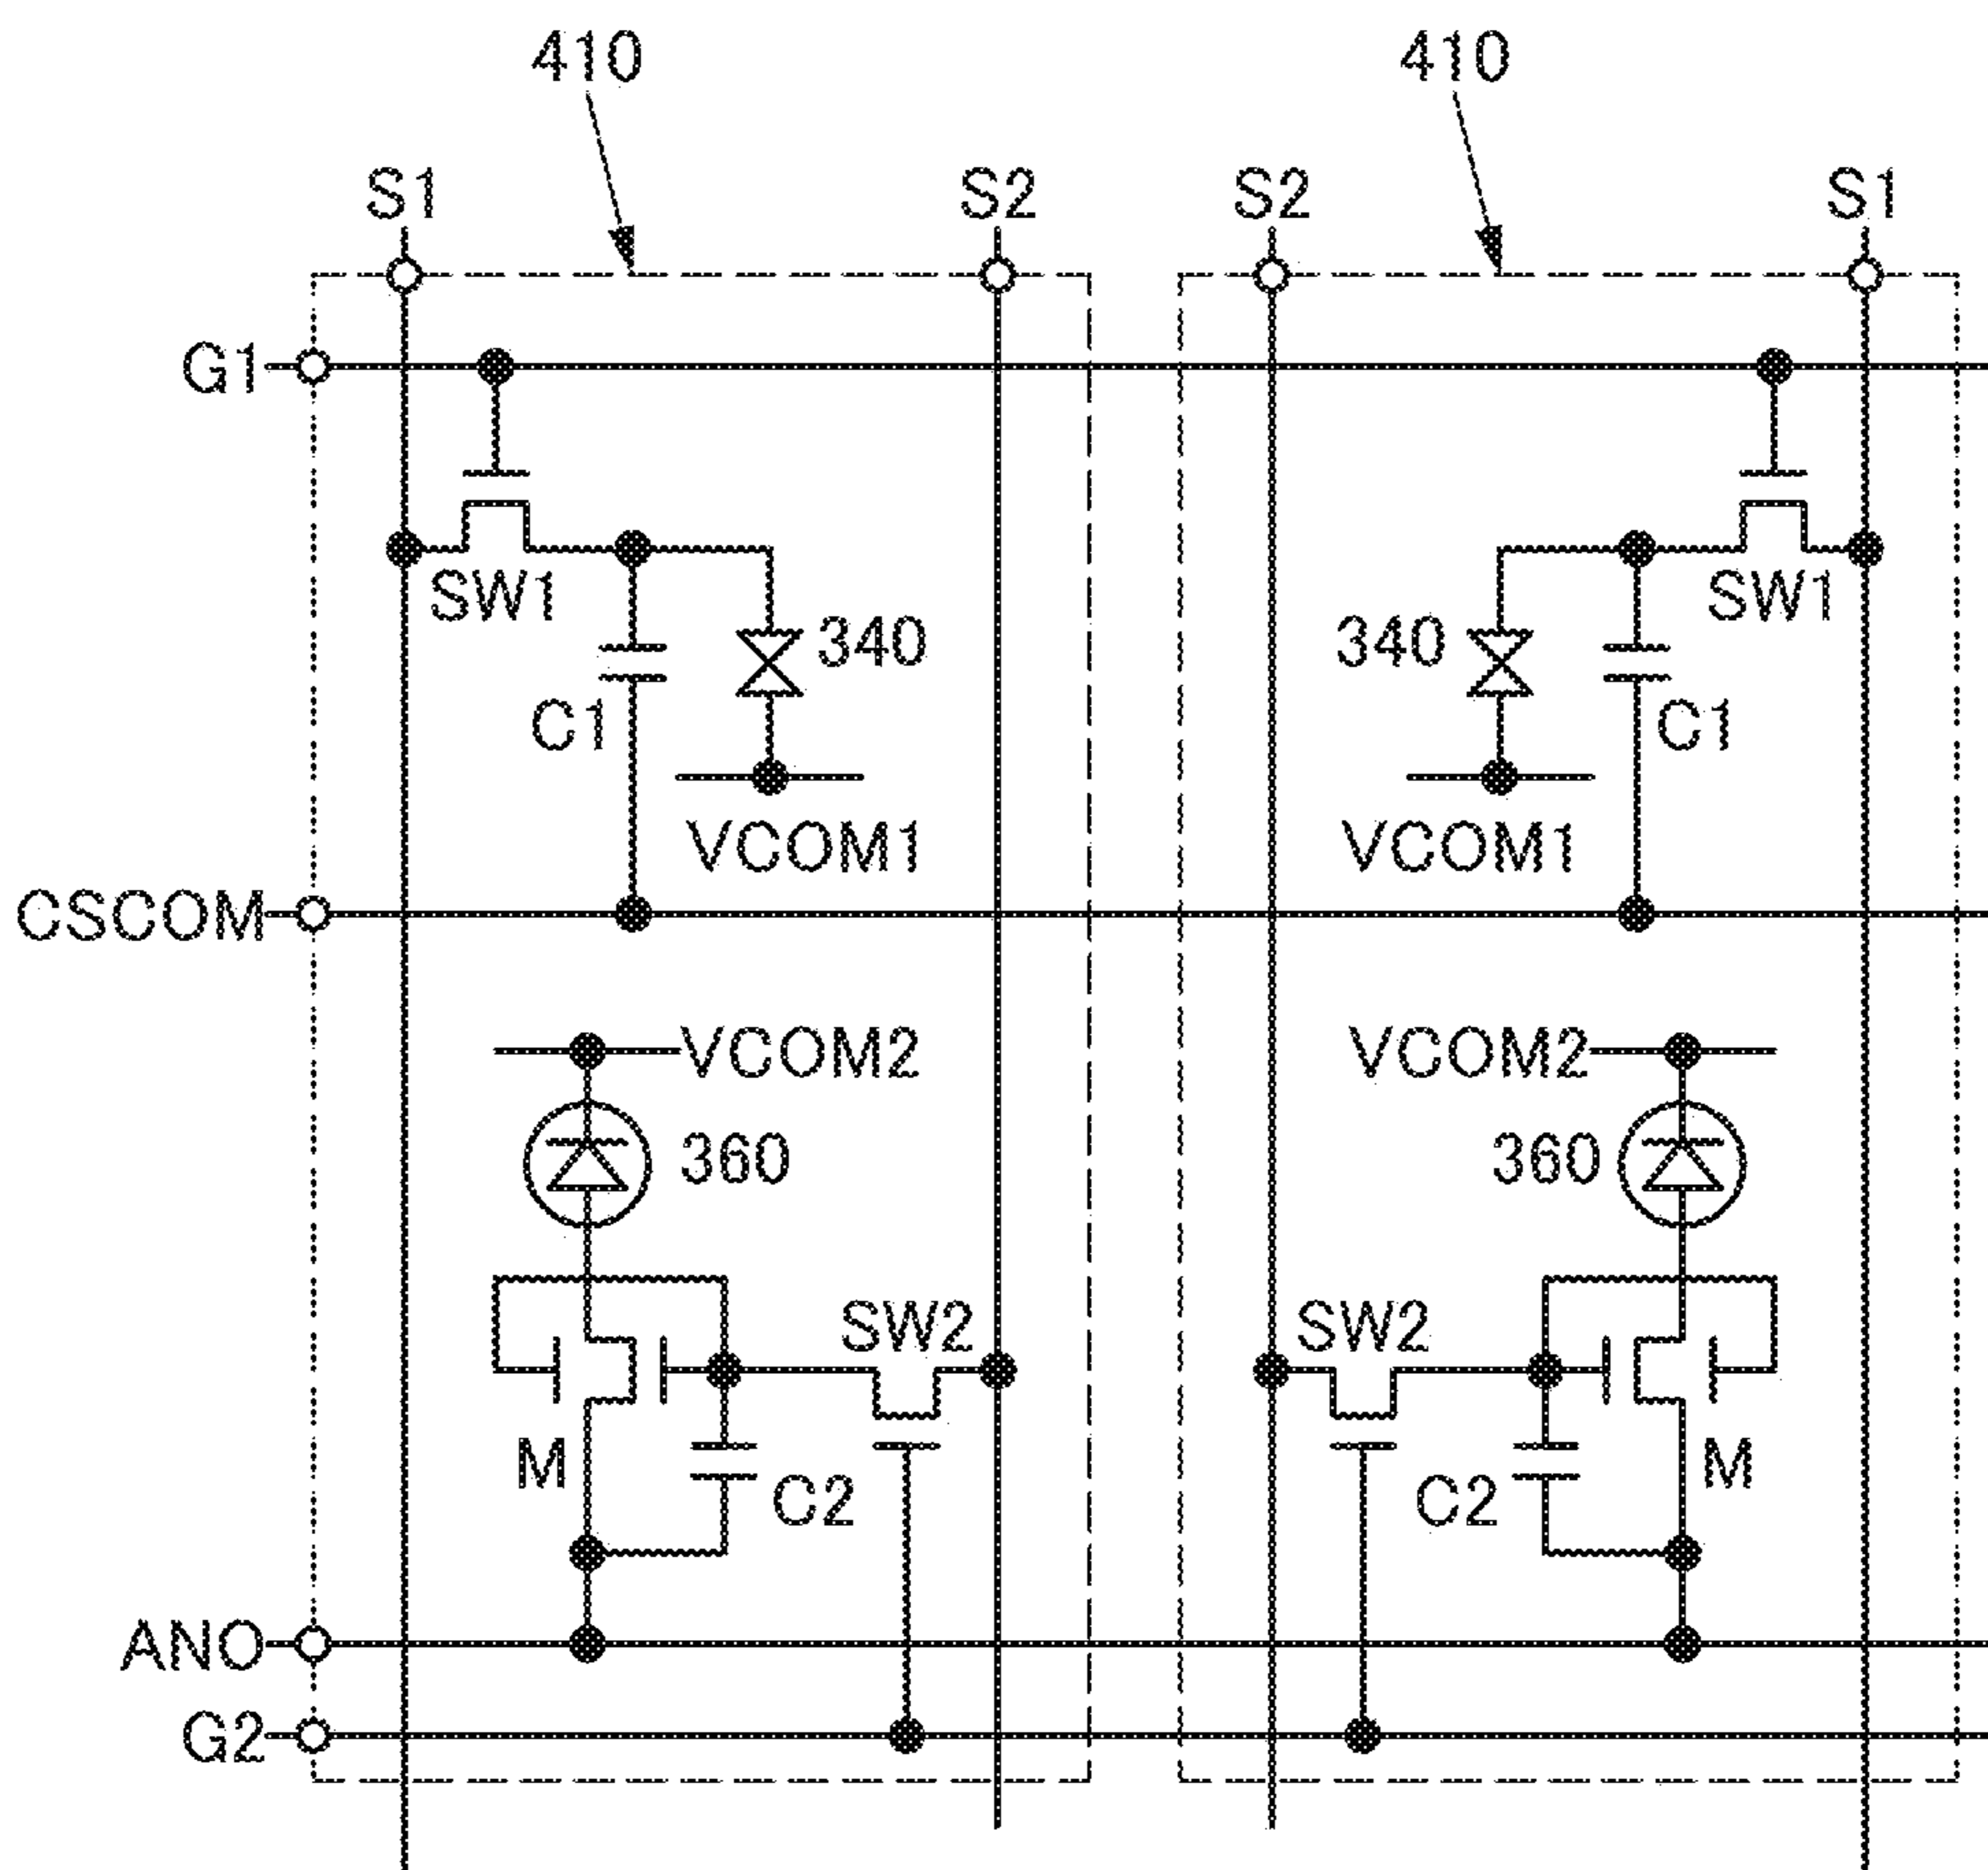 410 410
S1 S2 S2 S1
G1
SW1 SW1
340 340
C1 C1
VCOM1 VCOM1
CSCOM
VCOM2 VCOM2
360 360
SW2 SW2
M M
C2 C2
ANO
G2